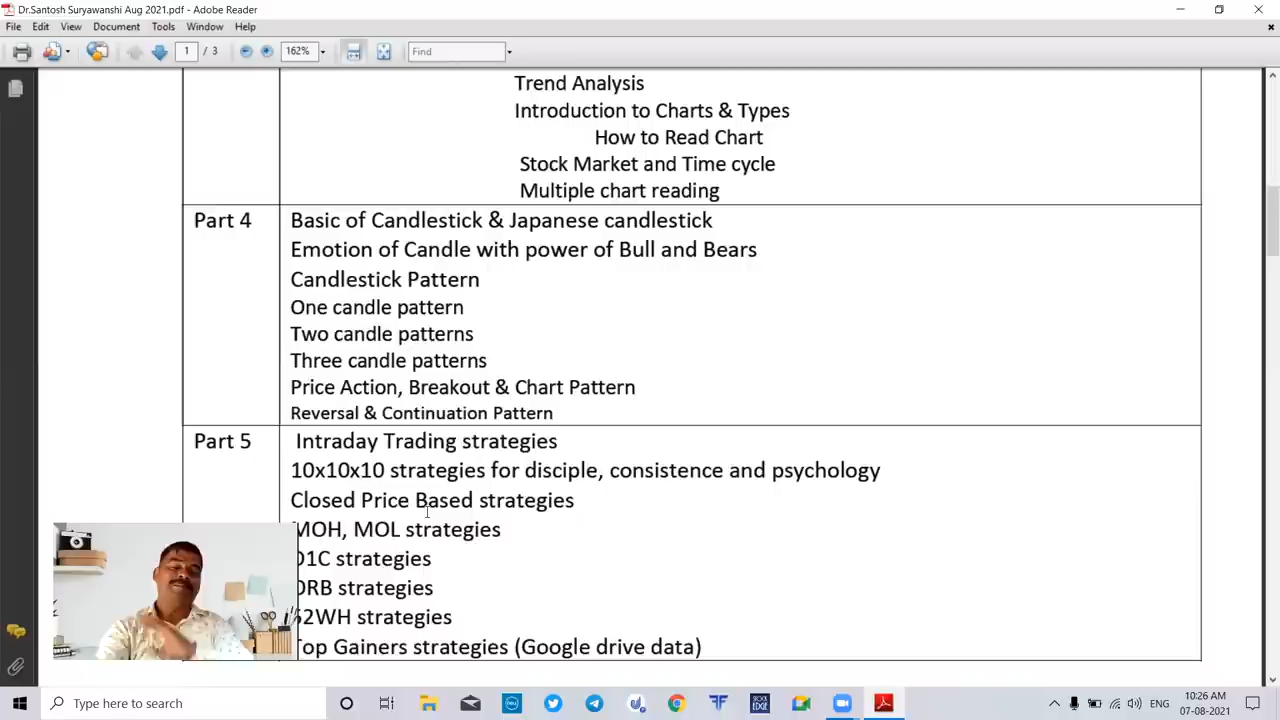 Dr.Santosh Suryawanshi Aug 2021.pdf - Adobe Reader
File Edit View Document Tools Window Help
1 / 3 162% Find
Trend Analysis
Introduction to Charts & Types
How to Read Chart
Stock Market and Time cycle
Multiple chart reading
Part 4 Basic of Candlestick & Japanese candlestick
Emotion of Candle with power of Bull and Bears
Candlestick Pattern
One candle pattern
Two candle patterns
Three candle patterns
Price Action, Breakout & Chart Pattern
Reversal & Continuation Pattern
Part 5 Intraday Trading strategies
10x10x10 strategies for disciple, consistence and psychology
Closed Price Based strategies
MOH, MOL strategies
strategies
ORB strategies
52WH strategies
Top Gainers strategies (Google drive data)
Type here to search
STOCK EDGE
ENG
10:26 AM
07-08-2021